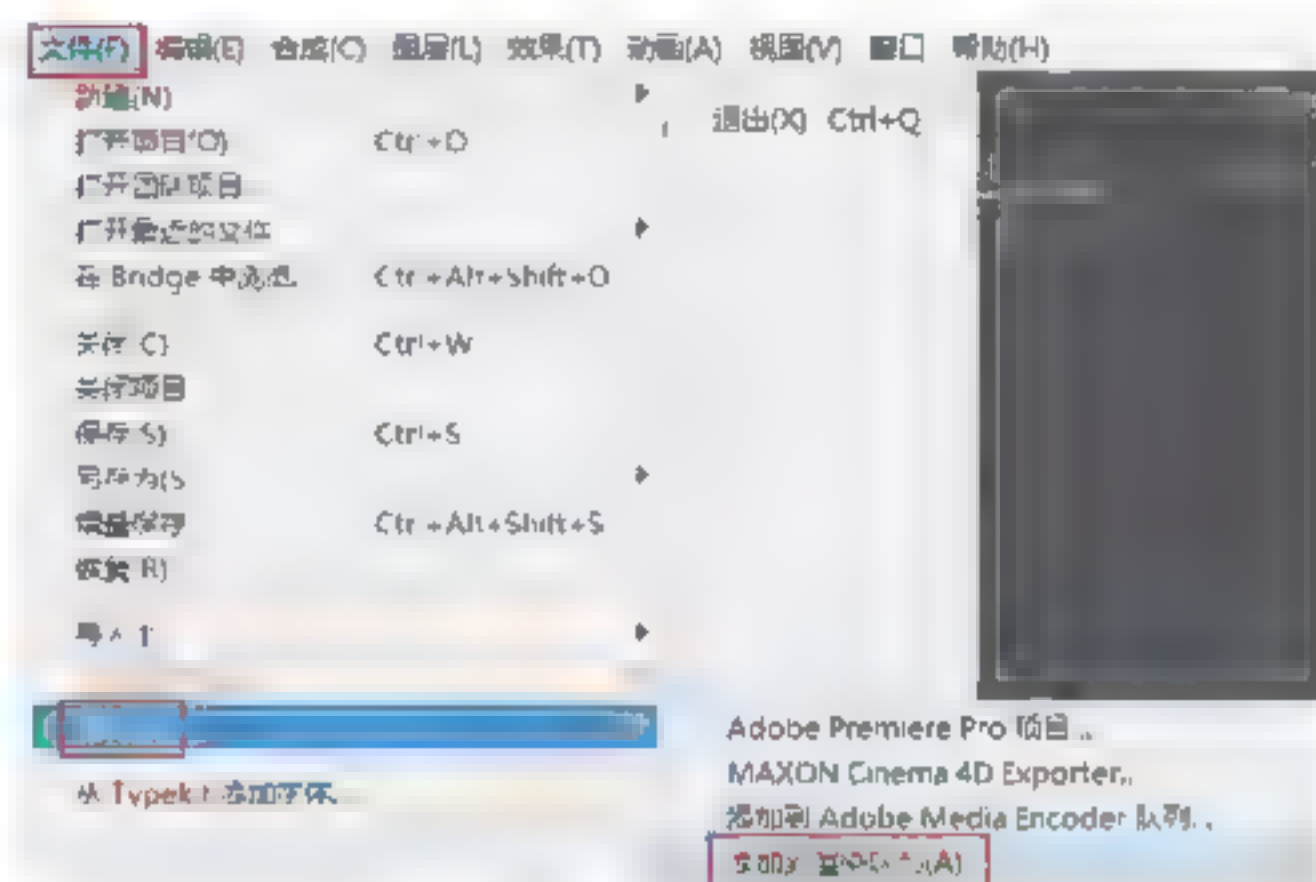 文件(F) 编辑(E) 合成(C) 图层(L) 效果(T) 动画(A) 视图(V) 窗口 帮助(H)
新建(N)
退出(X) Ctrl+Q
打开项目(O) Ctrl+O
打开团队项目
打开最近的文件
在 Bridge 中浏览... Ctrl+Alt+Shift+O
关闭(C) Ctrl+W
关闭项目
保存(S) Ctrl+S
另存为(S
增量保存 Ctrl+Alt+Shift+S
恢复(R)
Adobe Premiere Pro 项目...
MAXON Cinema 4D Exporter...
从 Typekit 添加字体...
添加到 Adobe Media Encoder 队列...